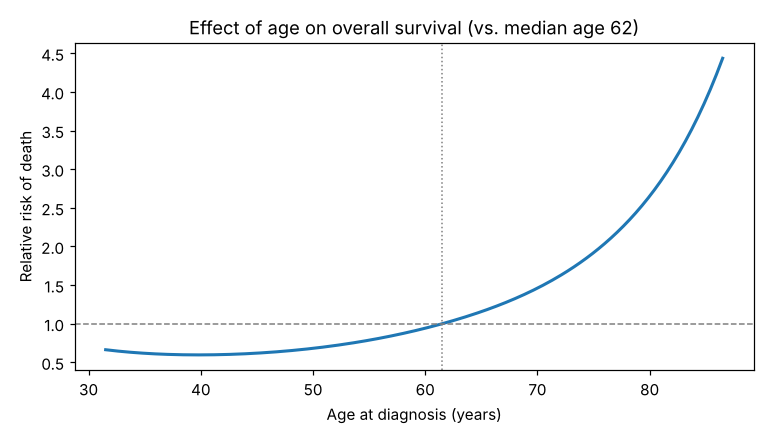 Effect of age on overall survival (vs. median age 62)
Relative risk of death
4.5
4.0
3.5
3.0
2.5
2.0
1.5
1.0
0.5
30 40 50 60 70 80
Age at diagnosis (years)